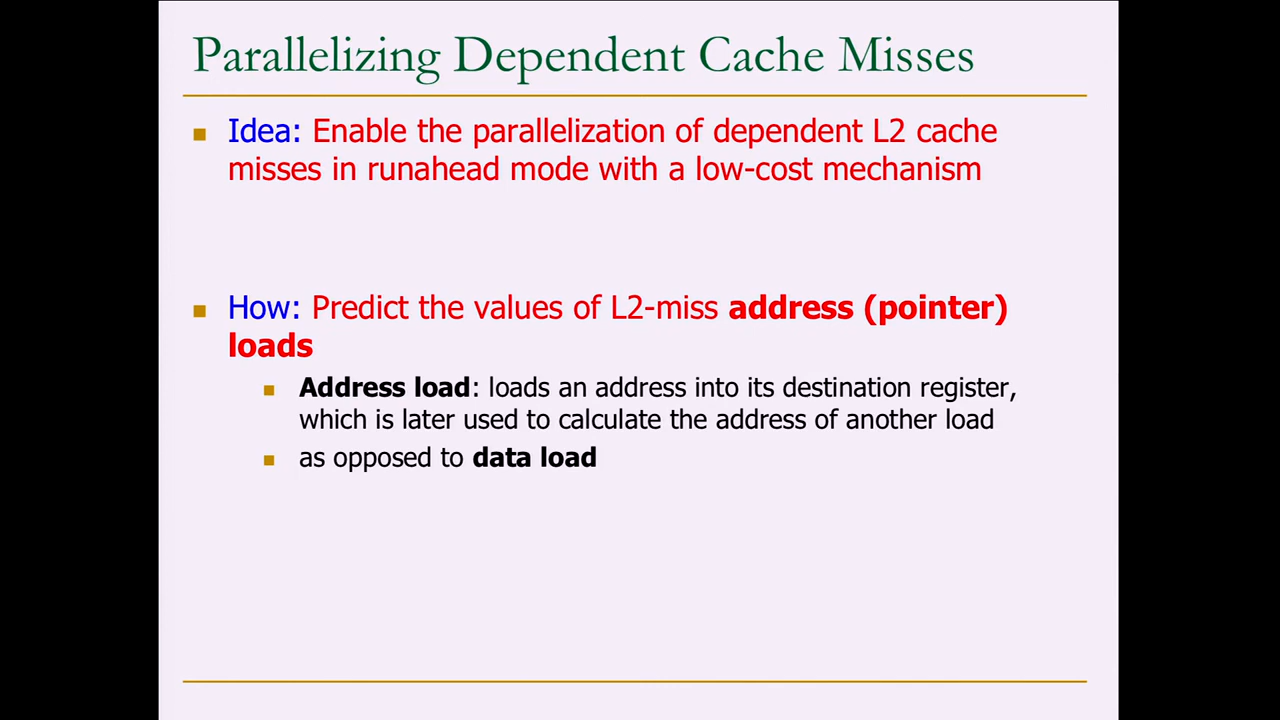 Parallelizing Dependent Cache Misses
Idea: Enable the parallelization of dependent L2 cache
misses in runahead mode with a low-cost mechanism
How: Predict the values of L2-miss address (pointer)
loads
Address load: loads an address into its destination register,
which is later used to calculate the address of another load
as opposed to data load